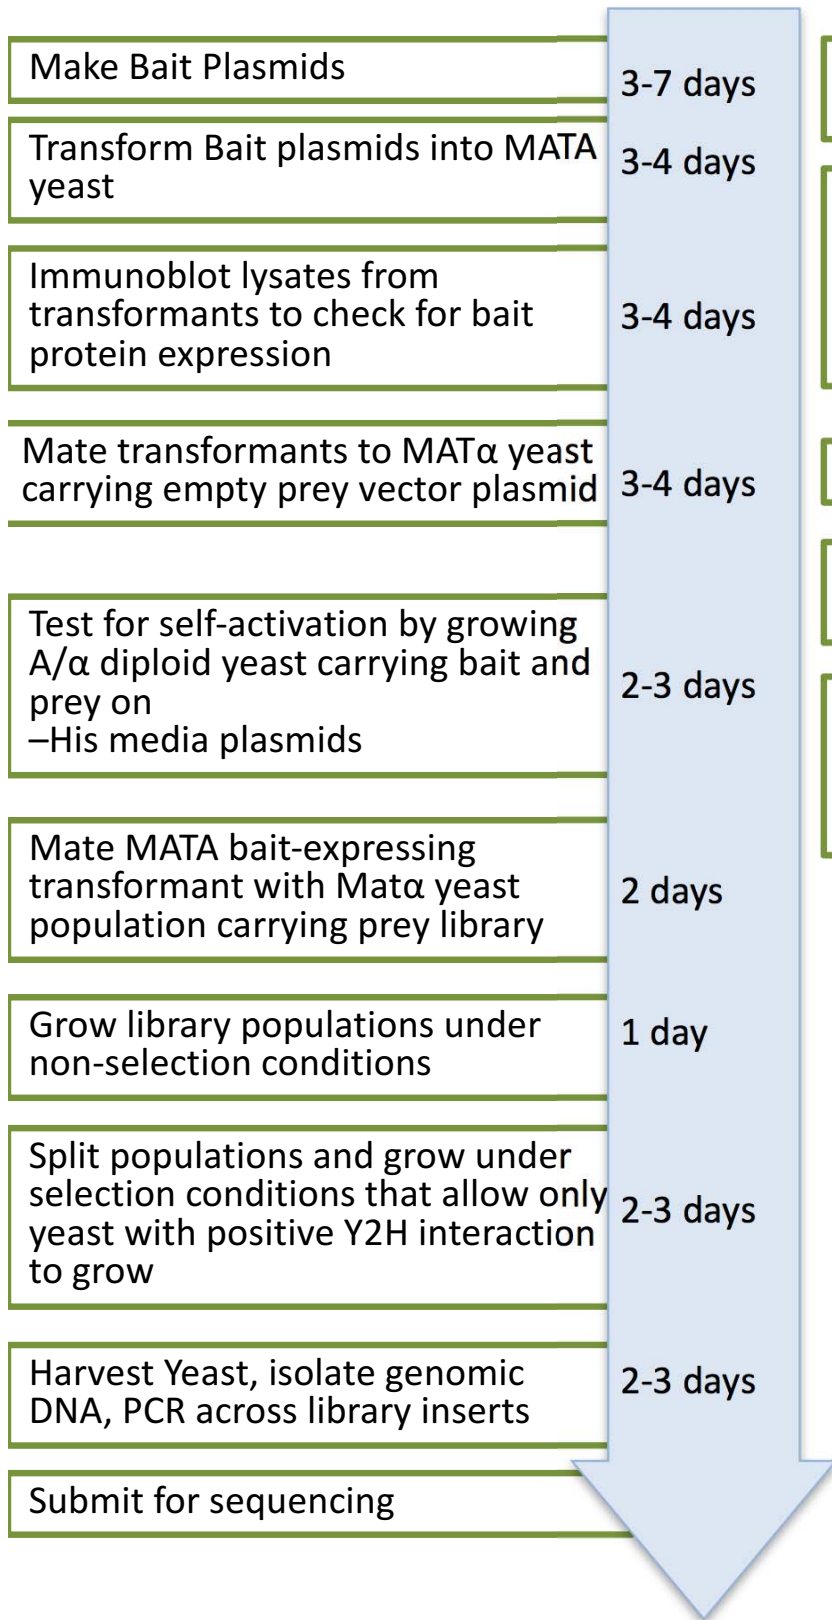 Make Bait Plasmids
3-7 days
Transform Bait plasmids into MATA
yeast
3-4 days
Immunoblot lysates from
transformants to check for bait
protein expression
3-4 days
Mate transformants to MATα yeast
carrying empty prey vector plasmid
3-4 days
Test for self-activation by growing
A/α diploid yeast carrying bait and
prey on
–His media plasmids
2-3 days
Mate MATA bait-expressing
transformant with Matα yeast
population carrying prey library
2 days
Grow library populations under
non-selection conditions
1 day
Split populations and grow under
selection conditions that allow only
yeast with positive Y2H interaction
to grow
2-3 days
Harvest Yeast, isolate genomic
DNA, PCR across library inserts
2-3 days
Submit for sequencing